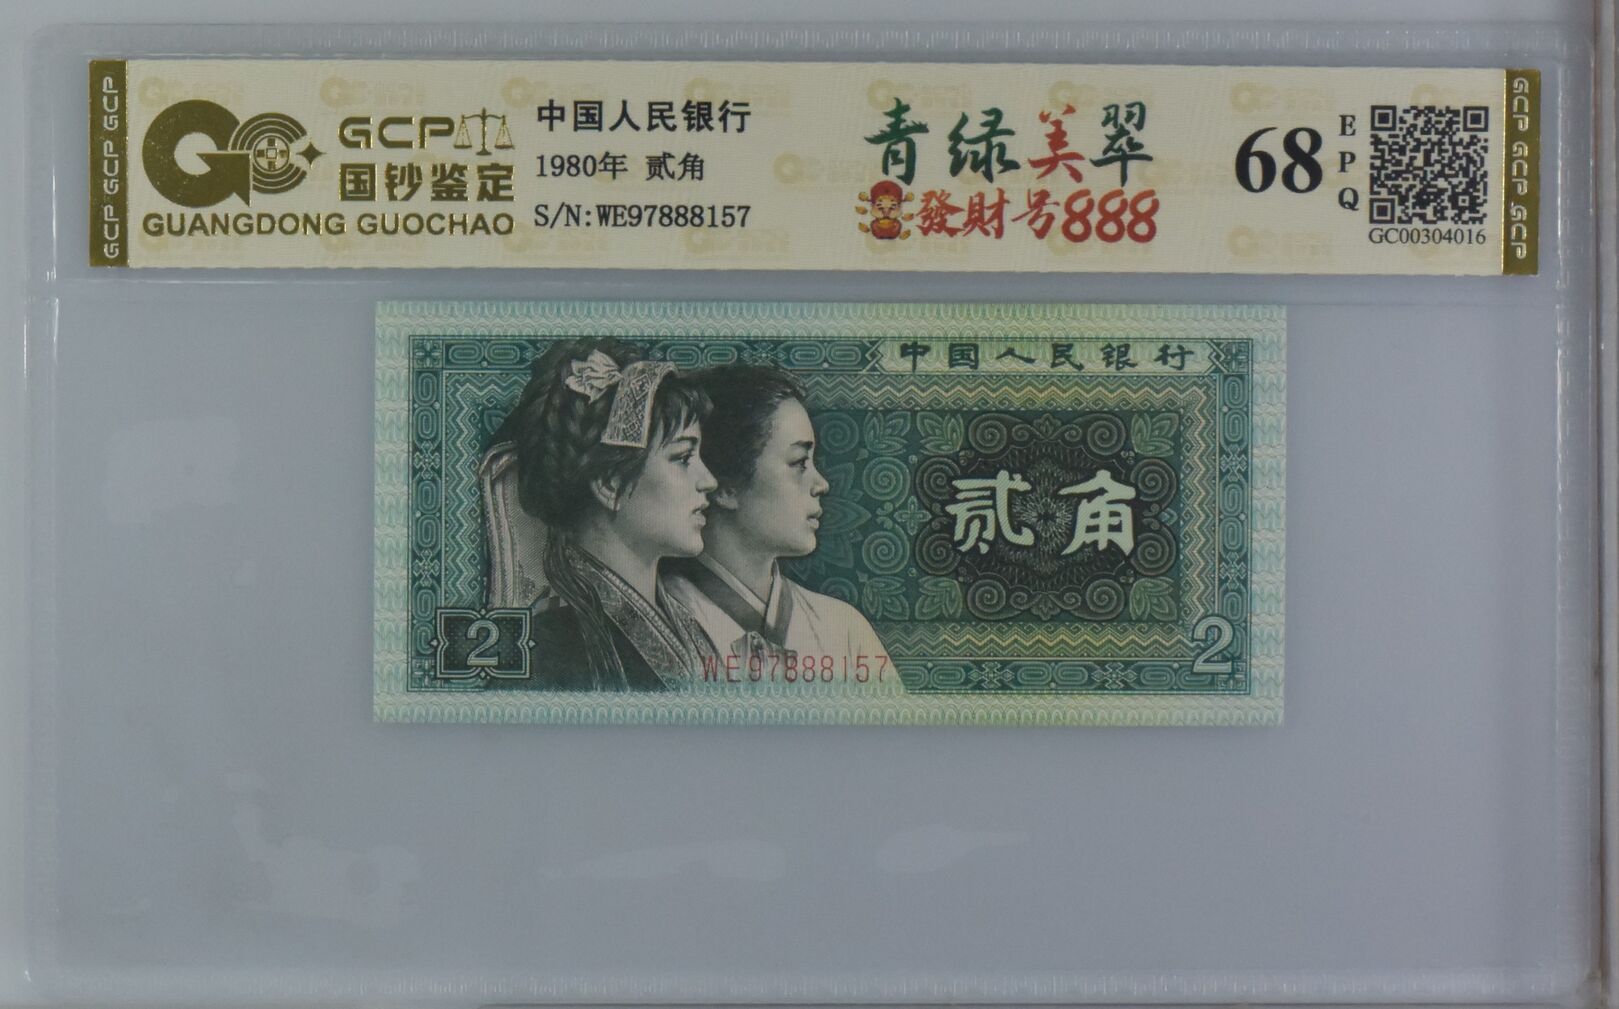 GCP GCP GCP
GCP
国钞鉴定
GUANGDONG GUOCHAO
中国人民银行
1980年 贰角
S/N:WE97888157
青绿美翠
發財号888
68
EPQ
GC00304016
GCP GCP GCP
中国人民银行
贰角
2
2
WE97888157